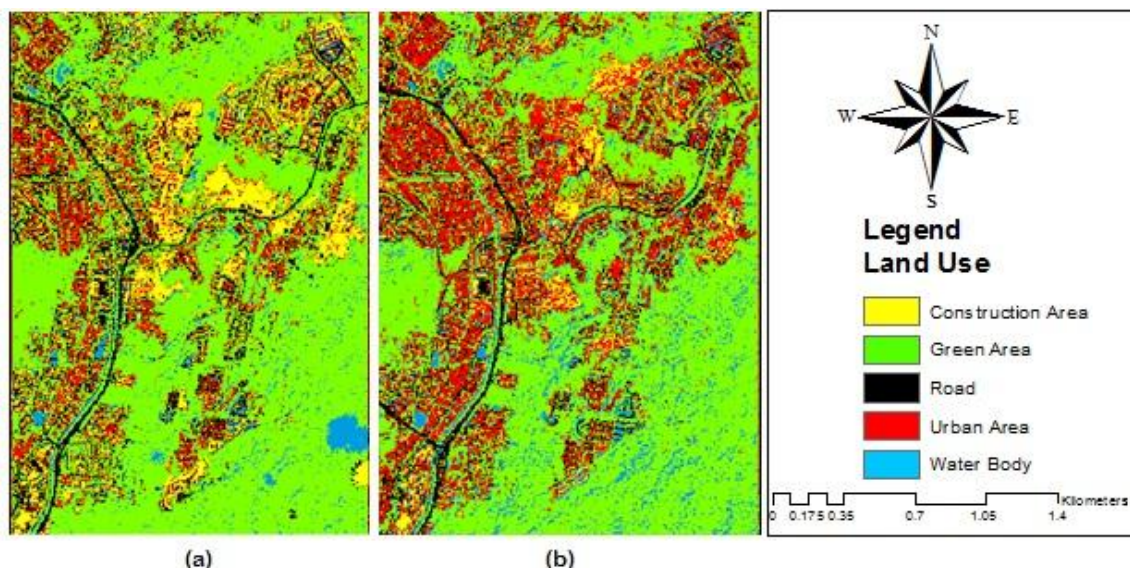 N
W E
S
Legend
Land Use
Construction Area
Green Area
Road
Urban Area
Water Body
Kilometers
0 0.175 0.35 0.7 1.05 1.4
(a) (b)